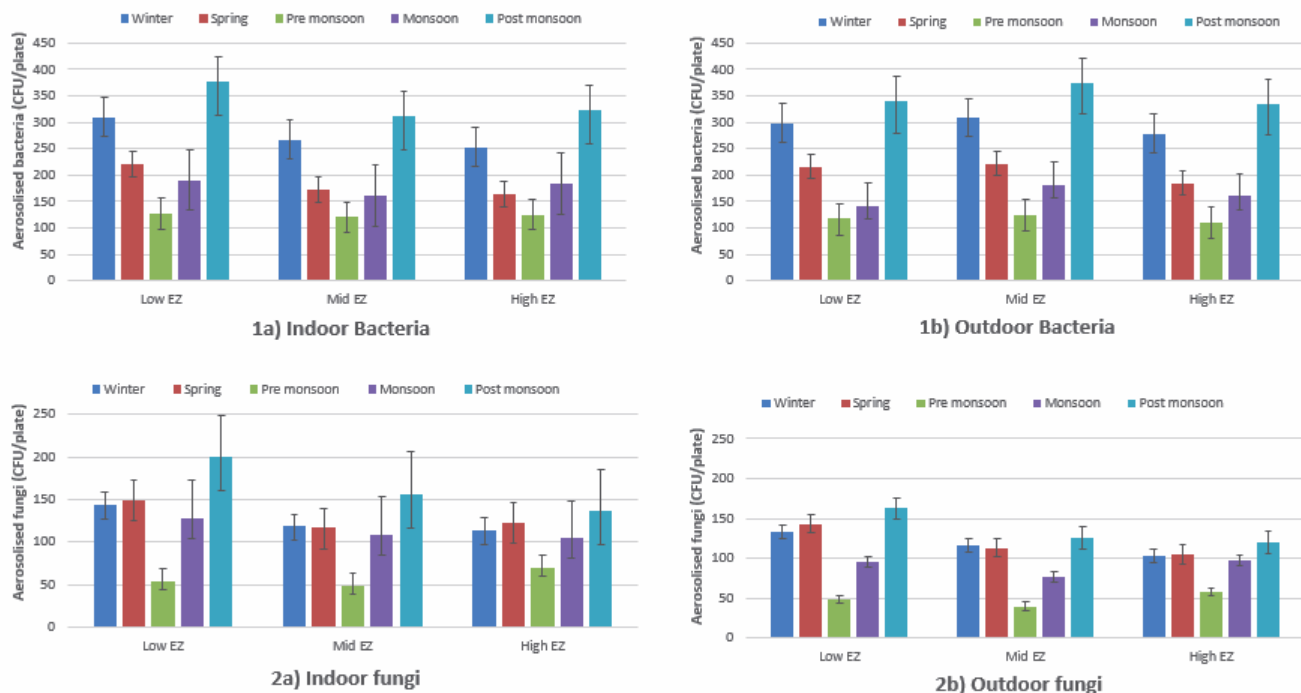 Winter Spring Pre monsoon Monsoon Post monsoon
Aerosolised bacteria (CFU/plate)
450
400
350
300
250
200
150
100
50
0
Low EZ Mid EZ High EZ
1a) Indoor Bacteria
Winter Spring Pre monsoon Monsoon Post monsoon
Aerosolised bacteria (CFU/plate)
450
400
350
300
250
200
150
100
50
0
Low EZ Mid EZ High EZ
1b) Outdoor Bacteria
Winter Spring Pre monsoon Monsoon Post monsoon
Aerosolised fungi (CFU/plate)
250
200
150
100
50
0
Low EZ Mid EZ High EZ
2a) Indoor fungi
Winter Spring Pre monsoon Monsoon Post monsoon
Aerosolised fungi (CFU/plate)
250
200
150
100
50
0
Low EZ Mid EZ High EZ
2b) Outdoor fungi